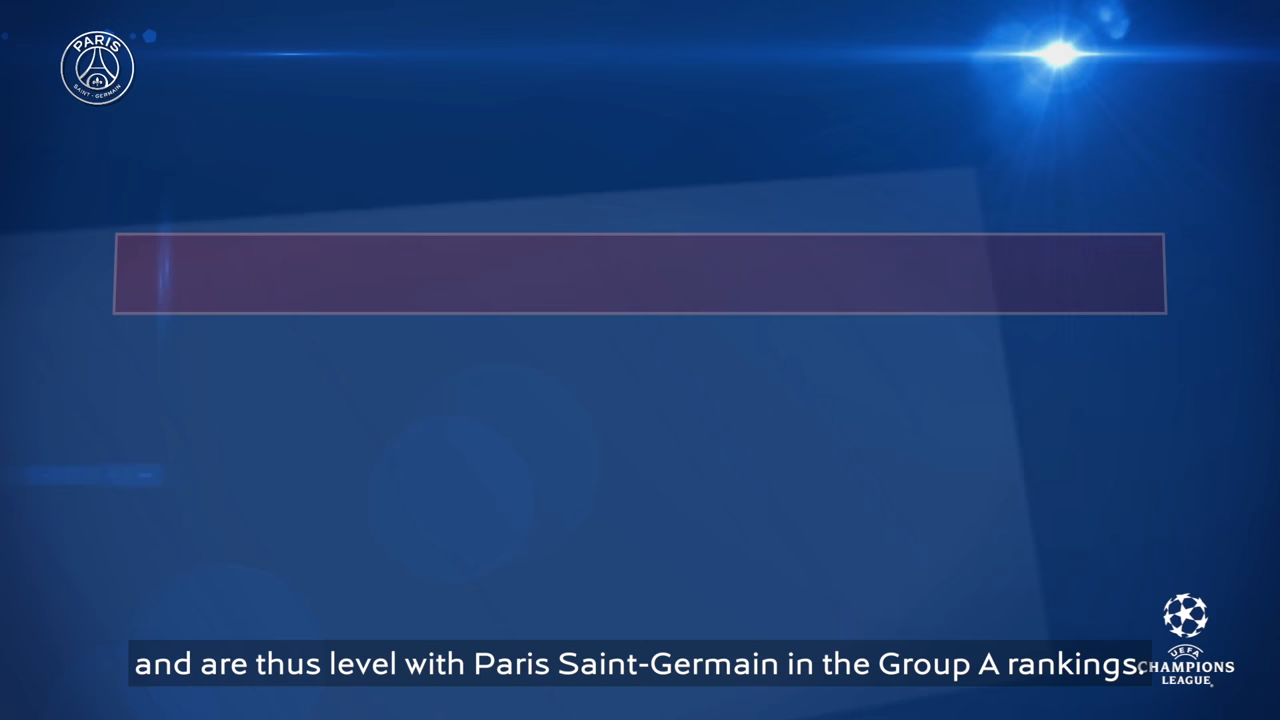 PARIS
SAINT-GERMAIN
and are thus level with Paris Saint-Germain in the Group A rankings.
UEFA
CHAMPIONS
LEAGUE®